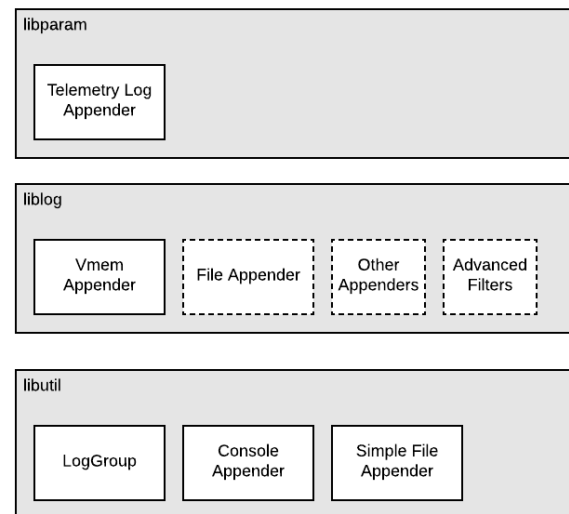 libparam
Telemetry Log
Appender
liblog
Vmem
Appender
File Appender
Other
Appenders
Advanced
Filters
libutil
LogGroup
Console
Appender
Simple File
Appender